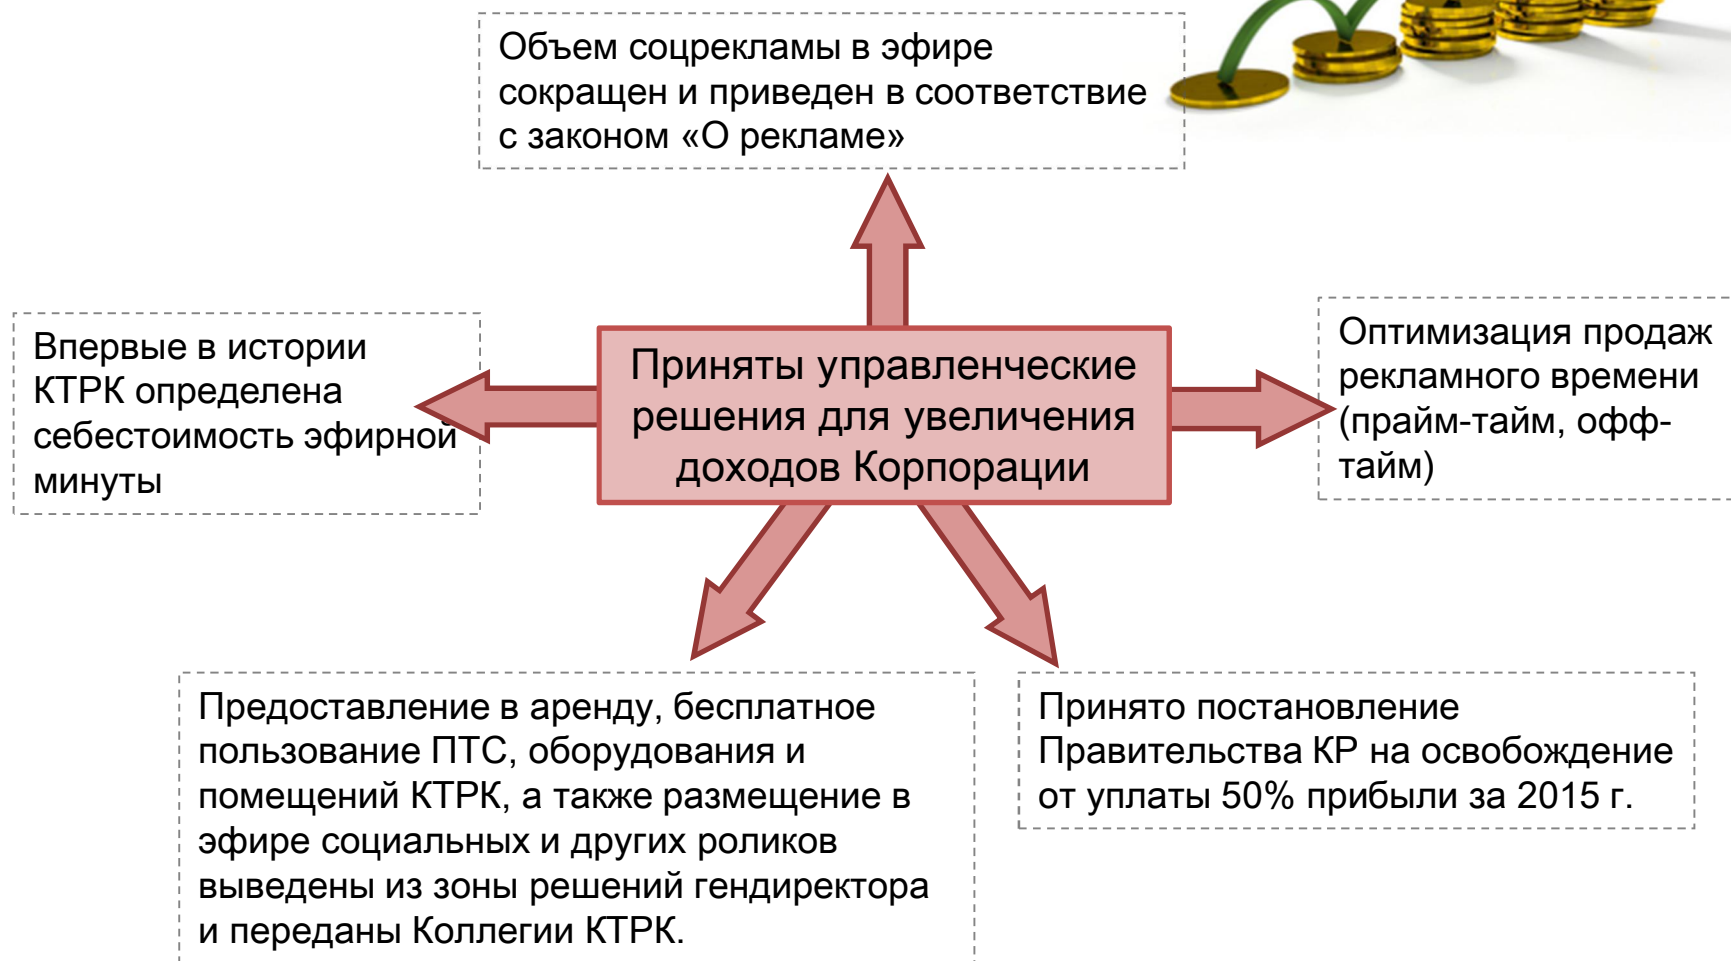 Объем соцрекламы в эфире
сокращен и приведен в соответствие
с законом «О рекламе»
Впервые в истории
КТРК определена
себестоимость эфирной
минуты
Приняты управленческие
решения для увеличения
доходов Корпорации
Оптимизация продаж
рекламного времени
(прайм-тайм, офф-
тайм)
Предоставление в аренду, бесплатное
пользование ПТС, оборудования и
помещений КТРК, а также размещение в
эфире социальных и других роликов
выведены из зоны решений гендиректора
и переданы Коллегии КТРК.
Принято постановление
Правительства КР на освобождение
от уплаты 50% прибыли за 2015 г.